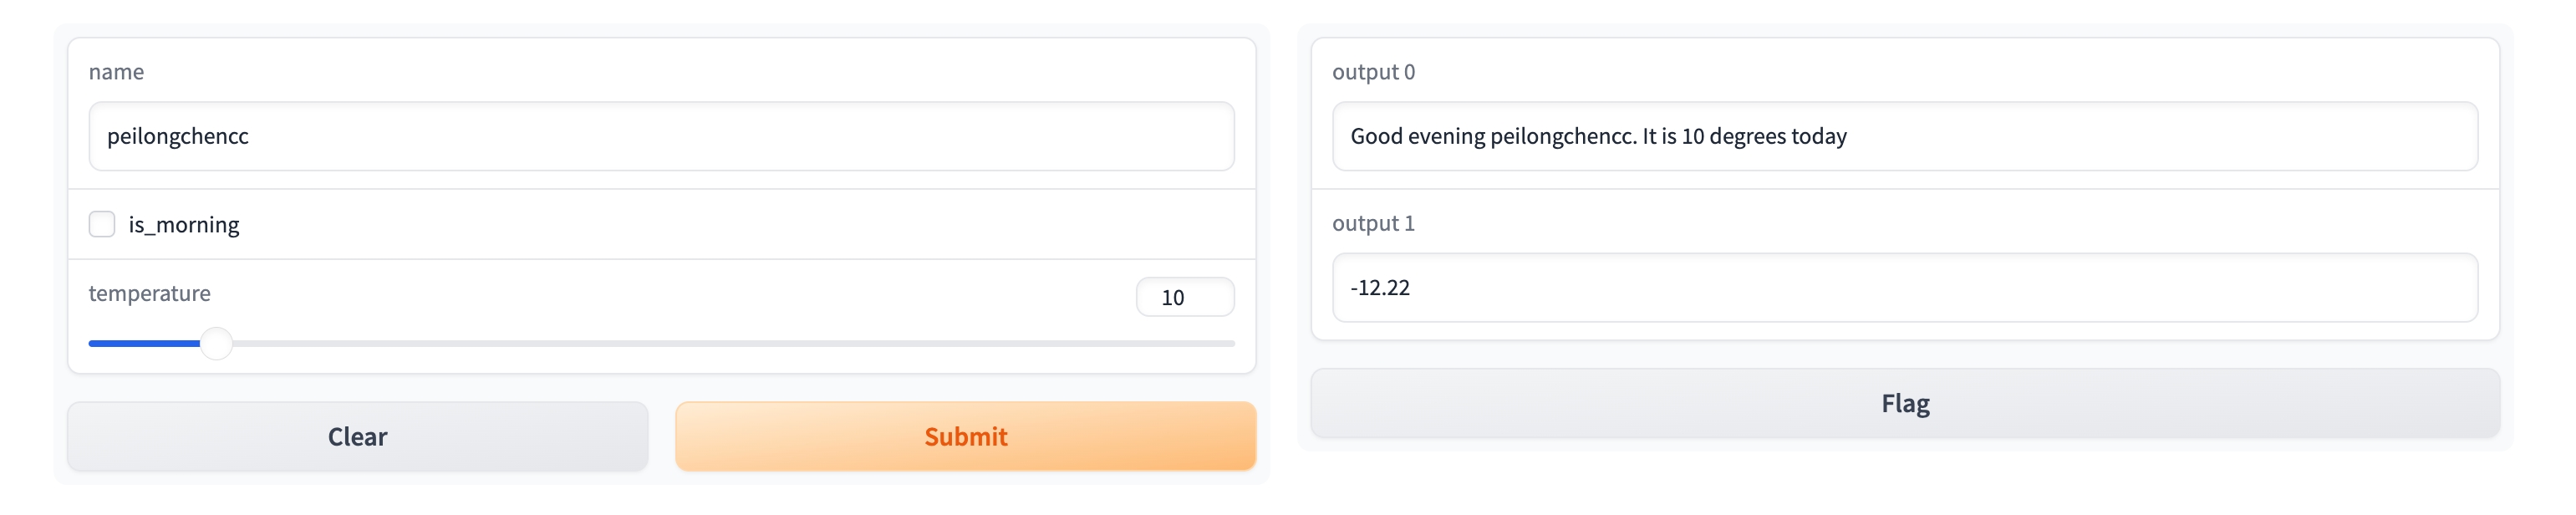 name
peilongchencc
is_morning
temperature
10
Clear
Submit
output 0
Good evening peilongchencc. It is 10 degrees today
output 1
-12.22
Flag